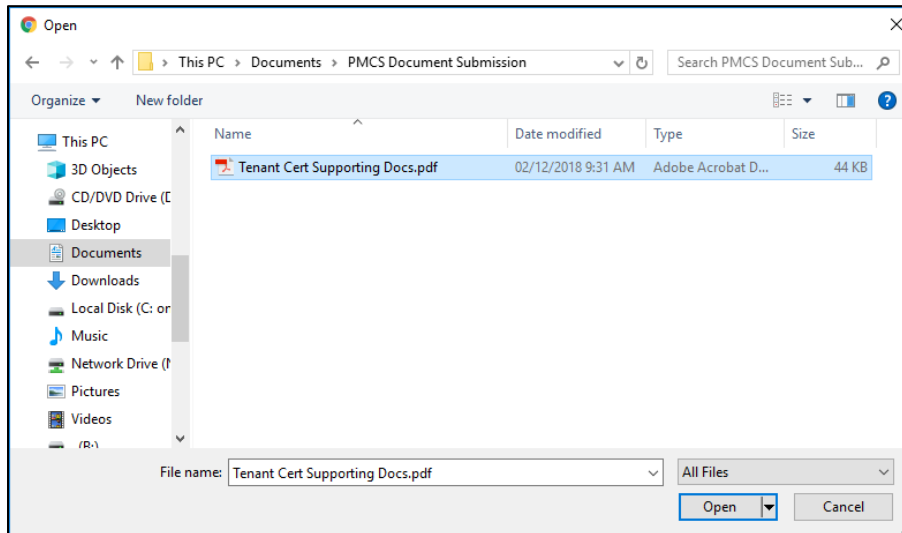 Open
This PC > Documents > PMCS Document Submission
Search PMCS Document Sub...
Organize
New folder
Name
Date modified
Type
Size
Tenant Cert Supporting Docs.pdf
02/12/2018 9:31 AM
Adobe Acrobat D...
44 KB
This PC
3D Objects
CD/DVD Drive (D
Desktop
Documents
Downloads
Local Disk (C: or
Music
Network Drive (N
Pictures
Videos
File name:
Tenant Cert Supporting Docs.pdf
All Files
Open
Cancel